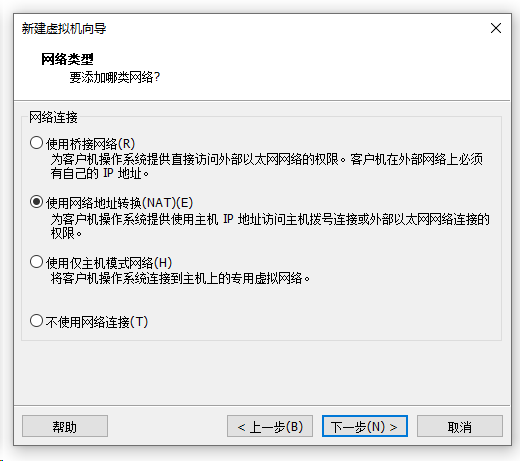 新建虚拟机向导
网络类型
要添加哪类网络?
网络连接
使用桥接网络(R)
为客户机操作系统提供直接访问外部以太网网络的权限。客户机在外部网络上必须
有自己的 IP 地址。
使用网络地址转换(NAT)(E)
为客户机操作系统提供使用主机 IP 地址访问主机拨号连接或外部以太网网络连接的
权限。
使用仅主机模式网络(H)
将客户机操作系统连接到主机上的专用虚拟网络。
不使用网络连接(T)
帮助
< 上一步(B)
下一步(N) >
取消